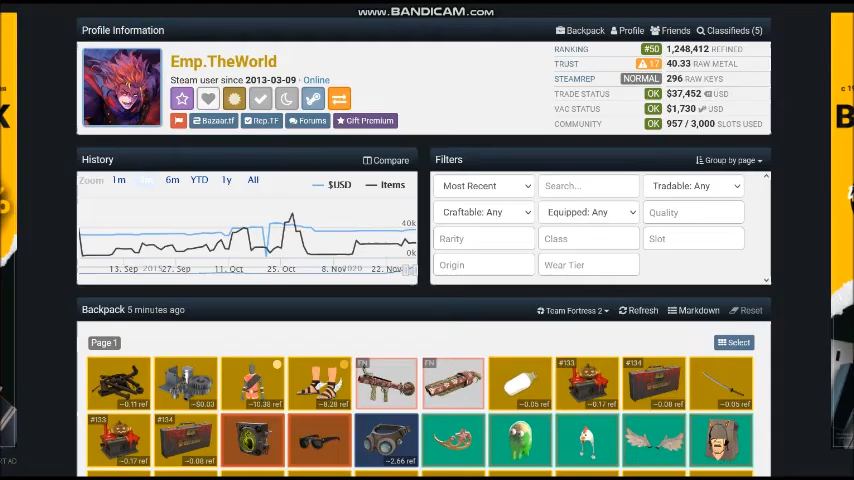 www.BANDICAM.com
Profile Information
Backpack Profile Friends Classifieds (5)
Emp.TheWorld
Steam user since 2013-03-09 · Online
Bazaar.tf Rep.TF Forums Gift Premium
RANKING #50 1,248,412 REFINED
TRUST 17 40.33 RAW METAL
STEAMREP NORMAL 296 RAW KEYS
TRADE STATUS OK $37,452 USD
VAC STATUS OK $1,730 USD
COMMUNITY OK 957 / 3,000 SLOTS USED
History
Compare
Zoom 1m 6m YTD 1y All
$USD Items
40k
0k
13. Sep 2015 27. Sep 11. Oct 25. Oct 8. Nov 2020 22. Nov
Filters
Group by page
Most Recent Search... Tradable: Any
Craftable: Any Equipped: Any Quality
Rarity Class Slot
Origin Wear Tier
Backpack 5 minutes ago
Team Fortress 2 Refresh Markdown Reset
Page 1
Select
FN FN #133 #134
~0.11 ref ~$0.03 ~10.38 ref ~8.28 ref ~0.05 ref ~0.17 ref ~0.08 ref ~0.05 ref
#133 #134
~0.17 ref ~0.08 ref ~2.66 ref